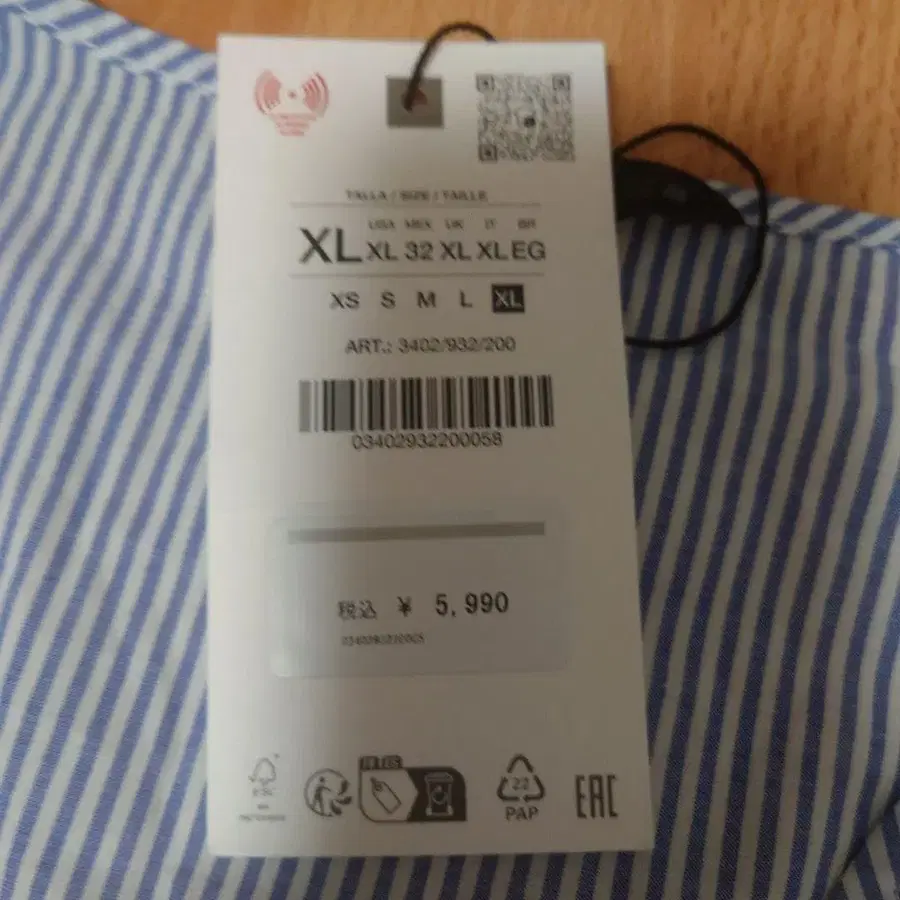 TALLA / SIZE / TAILLE
USA MEX UK IT BR
XL XL 32 XL XL EG
XS S M L XL
ART.: 3402/932/200
03402932200058
税込 ¥ 5,990
22
PAP
EAC